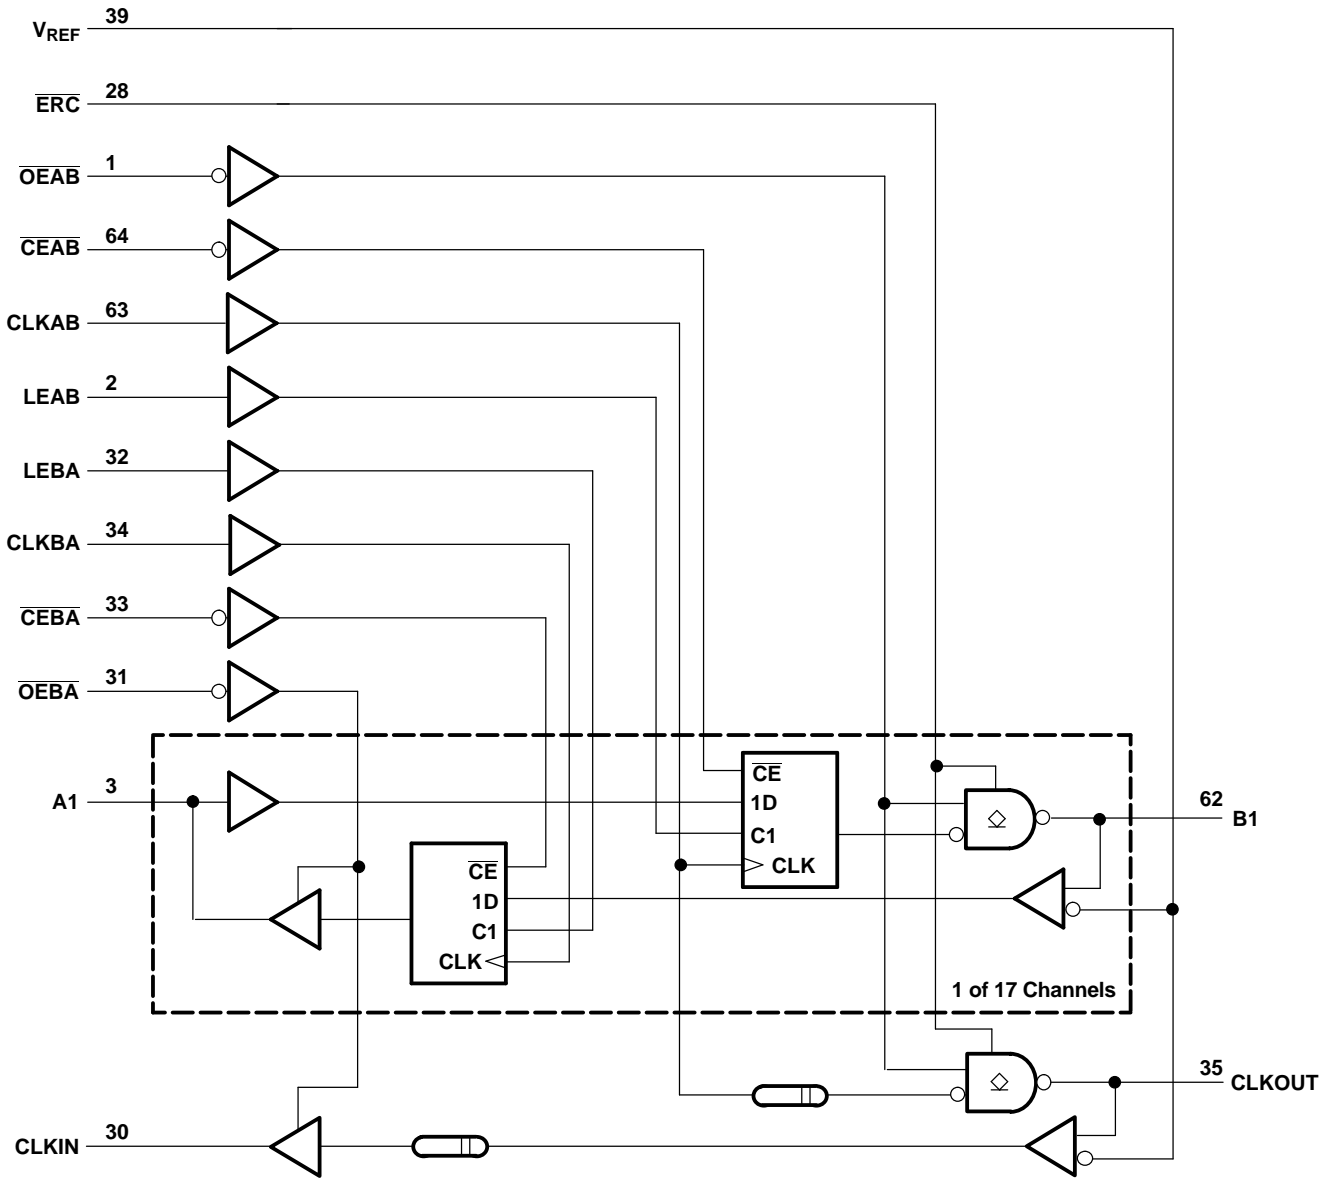 VREF 39
ERC 28
OEAB 1
CEAB 64
CLKAB 63
LEAB 2
LEBA 32
CLKBA 34
CEBA 33
OEBA 31
A1 3
CE
1D
C1
CLK
62 B1
CE
1D
C1
CLK
1 of 17 Channels
35 CLKOUT
CLKIN 30